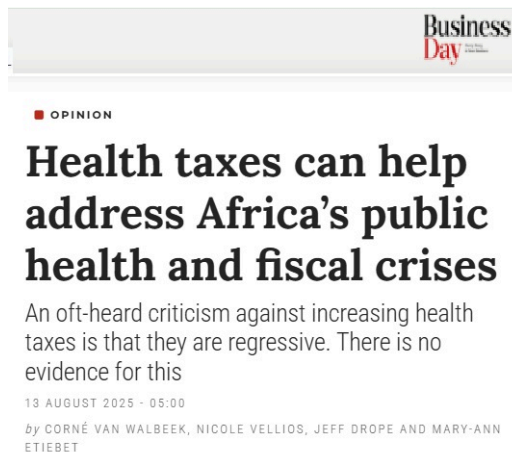 Business
Day
OPINION
Health taxes can help
address Africa's public
health and fiscal crises
An oft-heard criticism against increasing health
taxes is that they are regressive. There is no
evidence for this
13 AUGUST 2025 - 05:00
by CORNÉ VAN WALBEEK, NICOLE VELLIOS, JEFF DROPE AND MARY-ANN
ETIEBET